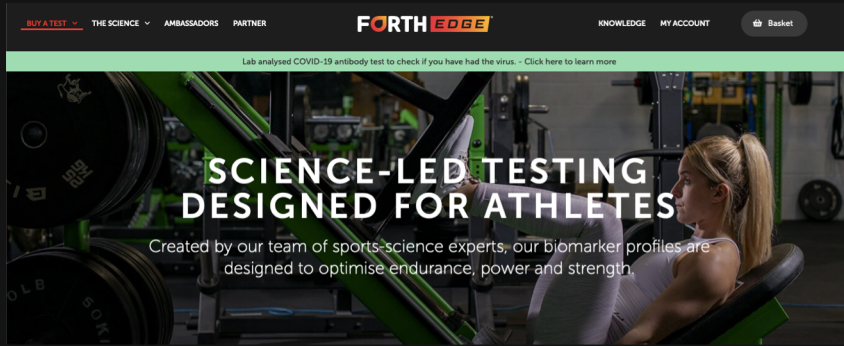 BUY A TEST
THE SCIENCE
AMBASSADORS
PARTNER
FORTH EDGE
KNOWLEDGE
MY ACCOUNT
Basket
Lab analysed COVID-19 antibody test to check if you have had the virus. - Click here to learn more
SCIENCE-LED TESTING
DESIGNED FOR ATHLETES
Created by our team of sports-science experts, our biomarker profiles are
designed to optimise endurance, power and strength.